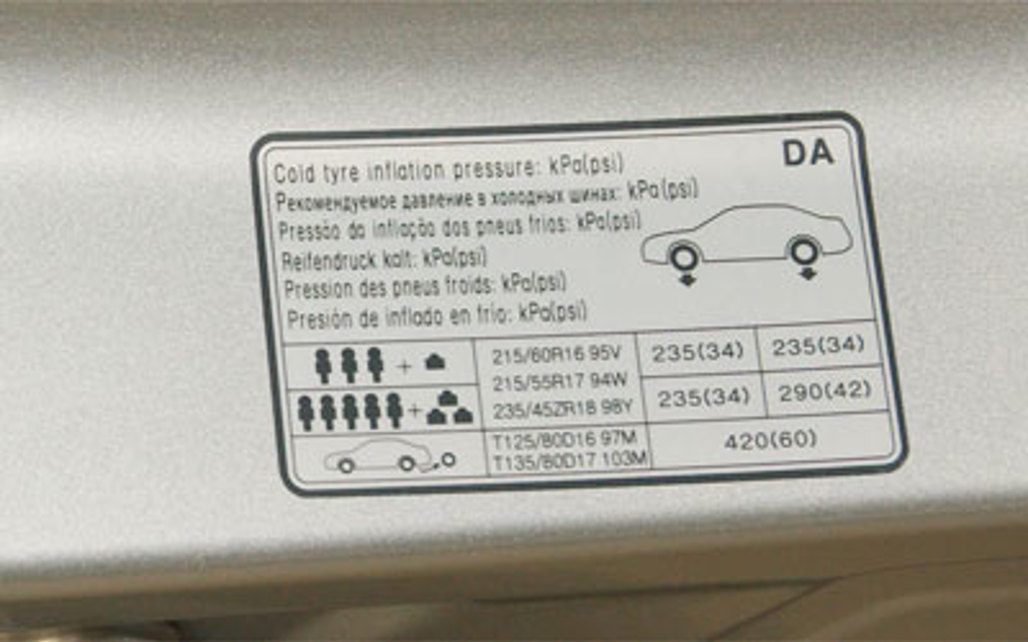 DA
Cold tyre inflation pressure: kPa(psi)
Рекомендуемое давление в холодных шинах: kPa(psi)
Pressão da inflação dos pneus frios: kPa(psi)
Reifendruck kalt: kPa(psi)
Pression des pneus froids: kPa(psi)
Presión de inflado en frío: kPa(psi)
+ 215/60R16 95V 235(34) 235(34)
215/55R17 94W
+ 235/45ZR18 98Y 235(34) 290(42)
T125/80D16 97M 420(60)
T135/80D17 103M